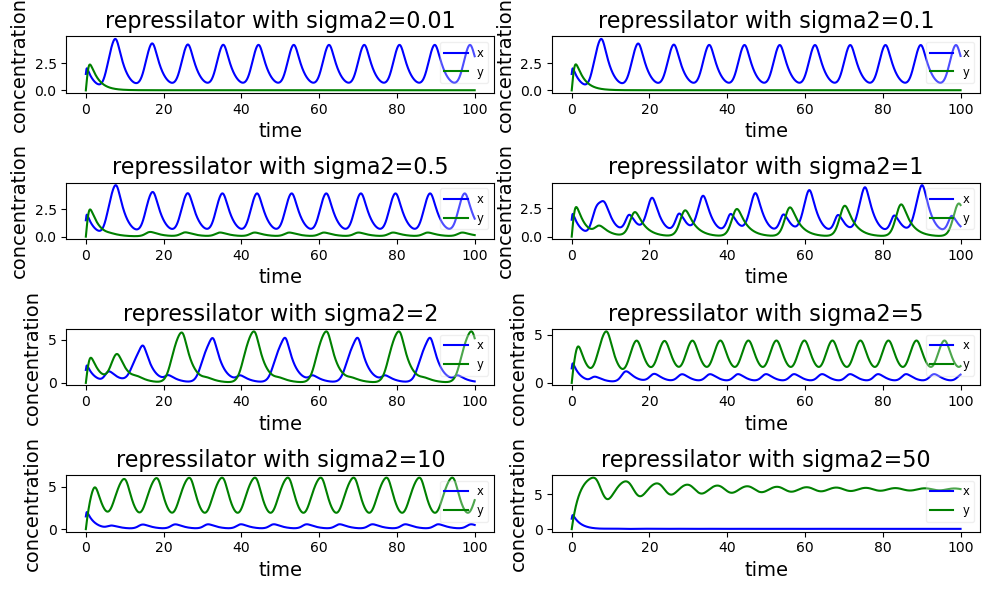 repressilator with sigma2=0.01
concentration
2.5
0.0
x
y
0 20 40 60 80 100
time
repressilator with sigma2=0.1
concentration
2.5
0.0
x
y
0 20 40 60 80 100
time
repressilator with sigma2=0.5
concentration
2.5
0.0
x
y
0 20 40 60 80 100
time
repressilator with sigma2=1
concentration
2.5
0.0
x
y
0 20 40 60 80 100
time
repressilator with sigma2=2
concentration
5
0
x
y
0 20 40 60 80 100
time
repressilator with sigma2=5
concentration
5
0
x
y
0 20 40 60 80 100
time
repressilator with sigma2=10
concentration
5
0
x
y
0 20 40 60 80 100
time
repressilator with sigma2=50
concentration
5
0
x
y
0 20 40 60 80 100
time